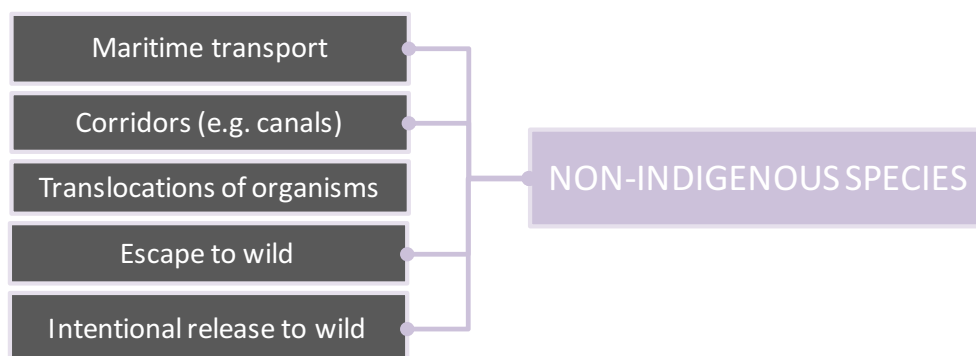 Maritime transport
Corridors (e.g. canals)
Translocations of organisms
Escape to wild
Intentional release to wild
NON-INDIGENOUS SPECIES